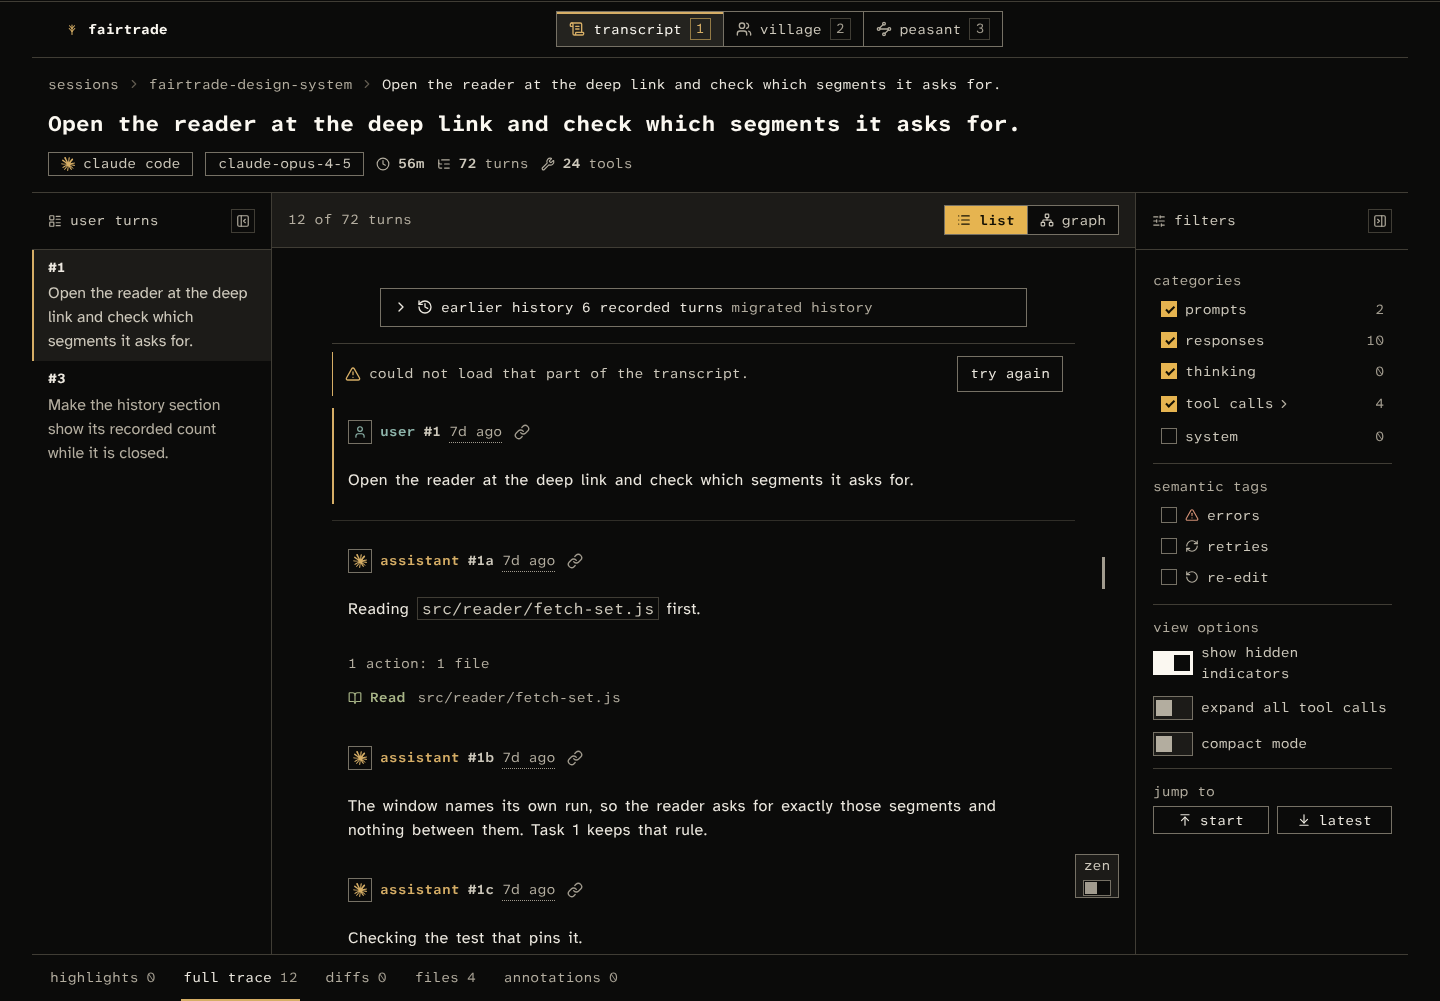 fairtrade
transcript 1
village 2
peasant 3
sessions > fairtrade-design-system > Open the reader at the deep link and check which segments it asks for.
Open the reader at the deep link and check which segments it asks for.
claude code
claude-opus-4-5
56m
72 turns
24 tools
user turns
#1
Open the reader at the deep
link and check which
segments it asks for.
#3
Make the history section
show its recorded count
while it is closed.
12 of 72 turns
list
graph
earlier history 6 recorded turns migrated history
could not load that part of the transcript.
try again
user #1 7d ago
Open the reader at the deep link and check which segments it asks for.
assistant #1a 7d ago
Reading src/reader/fetch-set.js first.
1 action: 1 file
Read src/reader/fetch-set.js
assistant #1b 7d ago
The window names its own run, so the reader asks for exactly those segments and
nothing between them. Task 1 keeps that rule.
assistant #1c 7d ago
Checking the test that pins it.
zen
filters
categories
prompts 2
responses 10
thinking 0
tool calls > 4
system 0
semantic tags
errors
retries
re-edit
view options
show hidden
indicators
expand all tool calls
compact mode
jump to
start
latest
highlights 0
full trace 12
diffs 0
files 4
annotations 0